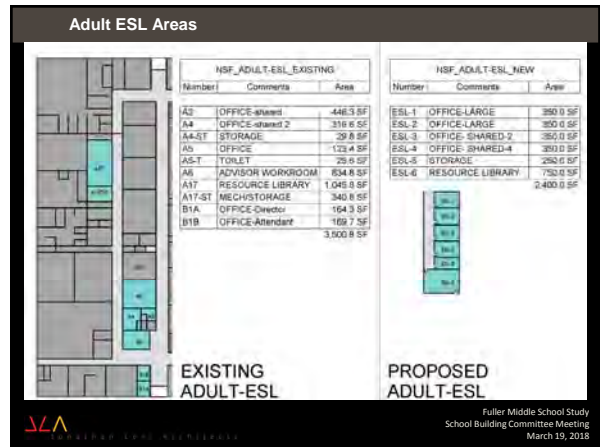 Adult ESL Areas
NSF_ADULT-ESL_EXISTING
Number Comments Area
A2 OFFICE-shared 446.3 SF
A4 OFFICE-shared 2 316.6 SF
A4-ST STORAGE 29.8 SF
A5 OFFICE 123.4 SF
A5-T TOILET 25.6 SF
A6 ADVISOR WORKROOM 834.8 SF
A17 RESOURCE LIBRARY 1,045.8 SF
A17-ST MECH/STORAGE 340.8 SF
B1A OFFICE-Director 164.3 SF
B1B OFFICE-Attendant 169.7 SF
3,500.8 SF
NSF_ADULT-ESL_NEW
Number Comments Area
ESL-1 OFFICE-LARGE 350.0 SF
ESL-2 OFFICE-LARGE 350.0 SF
ESL-3 OFFICE- SHARED-2 350.0 SF
ESL-4 OFFICE- SHARED-4 350.0 SF
ESL-5 STORAGE 250.0 SF
ESL-6 RESOURCE LIBRARY 750.0 SF
2,400.0 SF
EXISTING
ADULT-ESL
PROPOSED
ADULT-ESL
Jonathan Levi Architects
Fuller Middle School Study
School Building Committee Meeting
March 19, 2018